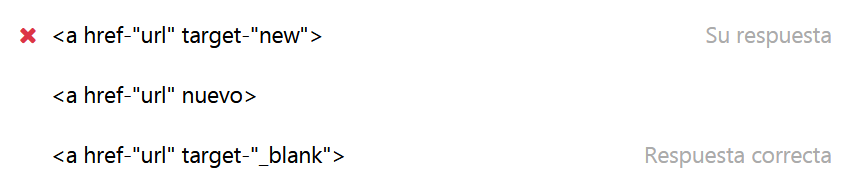 ✖ <a href-"url" target-"new"> Su respuesta
<a href-"url" nuevo>
<a href-"url" target-"_blank"> Respuesta correcta